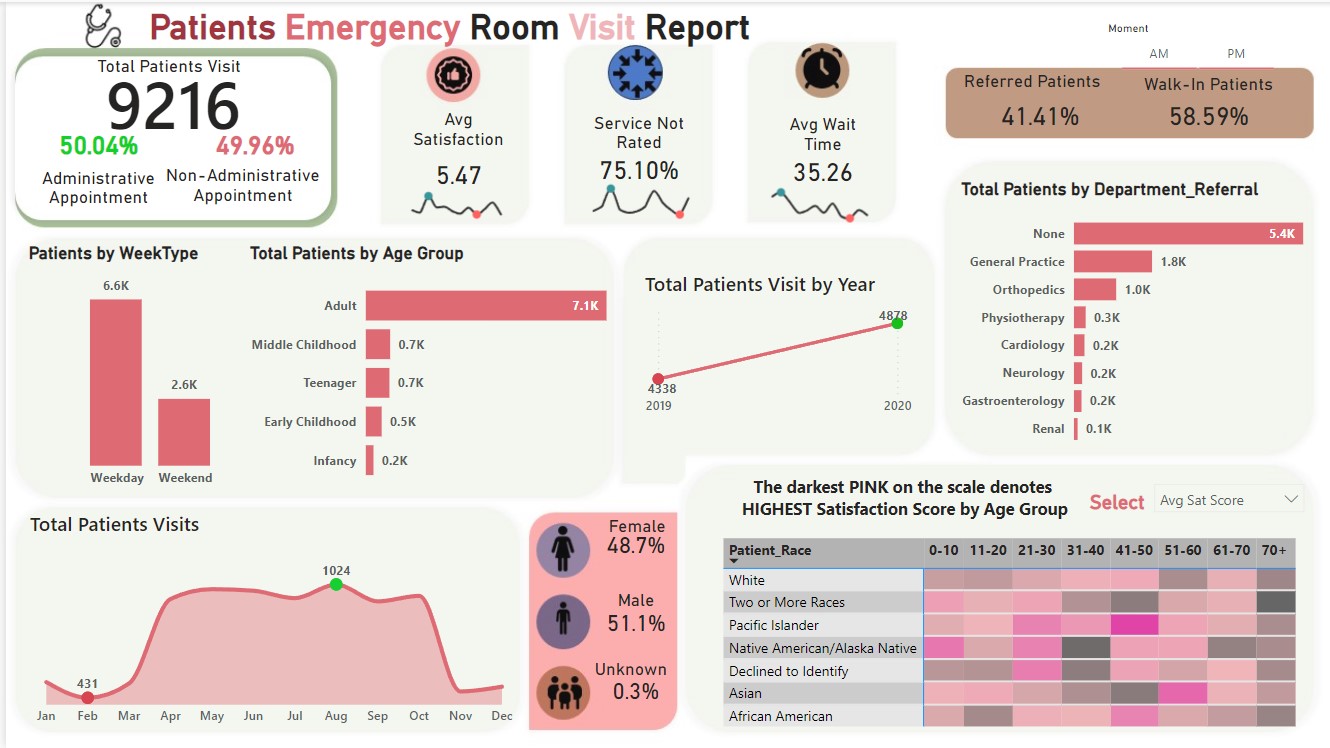 Patients Emergency Room Visit Report
Moment
AM
PM
Total Patients Visit
9216
50.04%
49.96%
Administrative
Appointment
Non-Administrative
Appointment
Avg
Satisfaction
5.47
Service Not
Rated
75.10%
Avg Wait
Time
35.26
Referred Patients
41.41%
Walk-In Patients
58.59%
Patients by WeekType
6.6K
2.6K
Weekday
Weekend
Total Patients by Age Group
Adult
7.1K
Middle Childhood
0.7K
Teenager
0.7K
Early Childhood
0.5K
Infancy
0.2K
Total Patients Visit by Year
4878
4338
2019
2020
Total Patients by Department_Referral
None
5.4K
General Practice
1.8K
Orthopedics
1.0K
Physiotherapy
0.3K
Cardiology
0.2K
Neurology
0.2K
Gastroenterology
0.2K
Renal
0.1K
Total Patients Visits
1024
431
Jan Feb Mar Apr May Jun Jul Aug Sep Oct Nov Dec
Female
48.7%
Male
51.1%
Unknown
0.3%
The darkest PINK on the scale denotes
HIGHEST Satisfaction Score by Age Group
Select
Avg Sat Score
Patient_Race 0-10 11-20 21-30 31-40 41-50 51-60 61-70 70+
White
Two or More Races
Pacific Islander
Native American/Alaska Native
Declined to Identify
Asian
African American